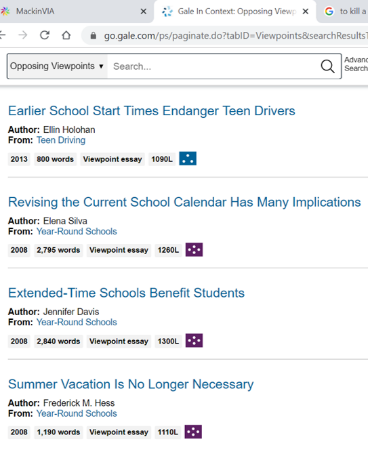 MackinVIA
Gale In Context: Opposing Viewp
to kill a
go.gale.com/ps/paginate.do?tabID=Viewpoints&searchResults
Opposing Viewpoints
Search...
Advanc
Search
Earlier School Start Times Endanger Teen Drivers
Author: Ellin Holohan
From: Teen Driving
2013 800 words Viewpoint essay 1090L
Revising the Current School Calendar Has Many Implications
Author: Elena Silva
From: Year-Round Schools
2008 2,795 words Viewpoint essay 1260L
Extended-Time Schools Benefit Students
Author: Jennifer Davis
From: Year-Round Schools
2008 2,840 words Viewpoint essay 1300L
Summer Vacation Is No Longer Necessary
Author: Frederick M. Hess
From: Year-Round Schools
2008 1,190 words Viewpoint essay 1110L